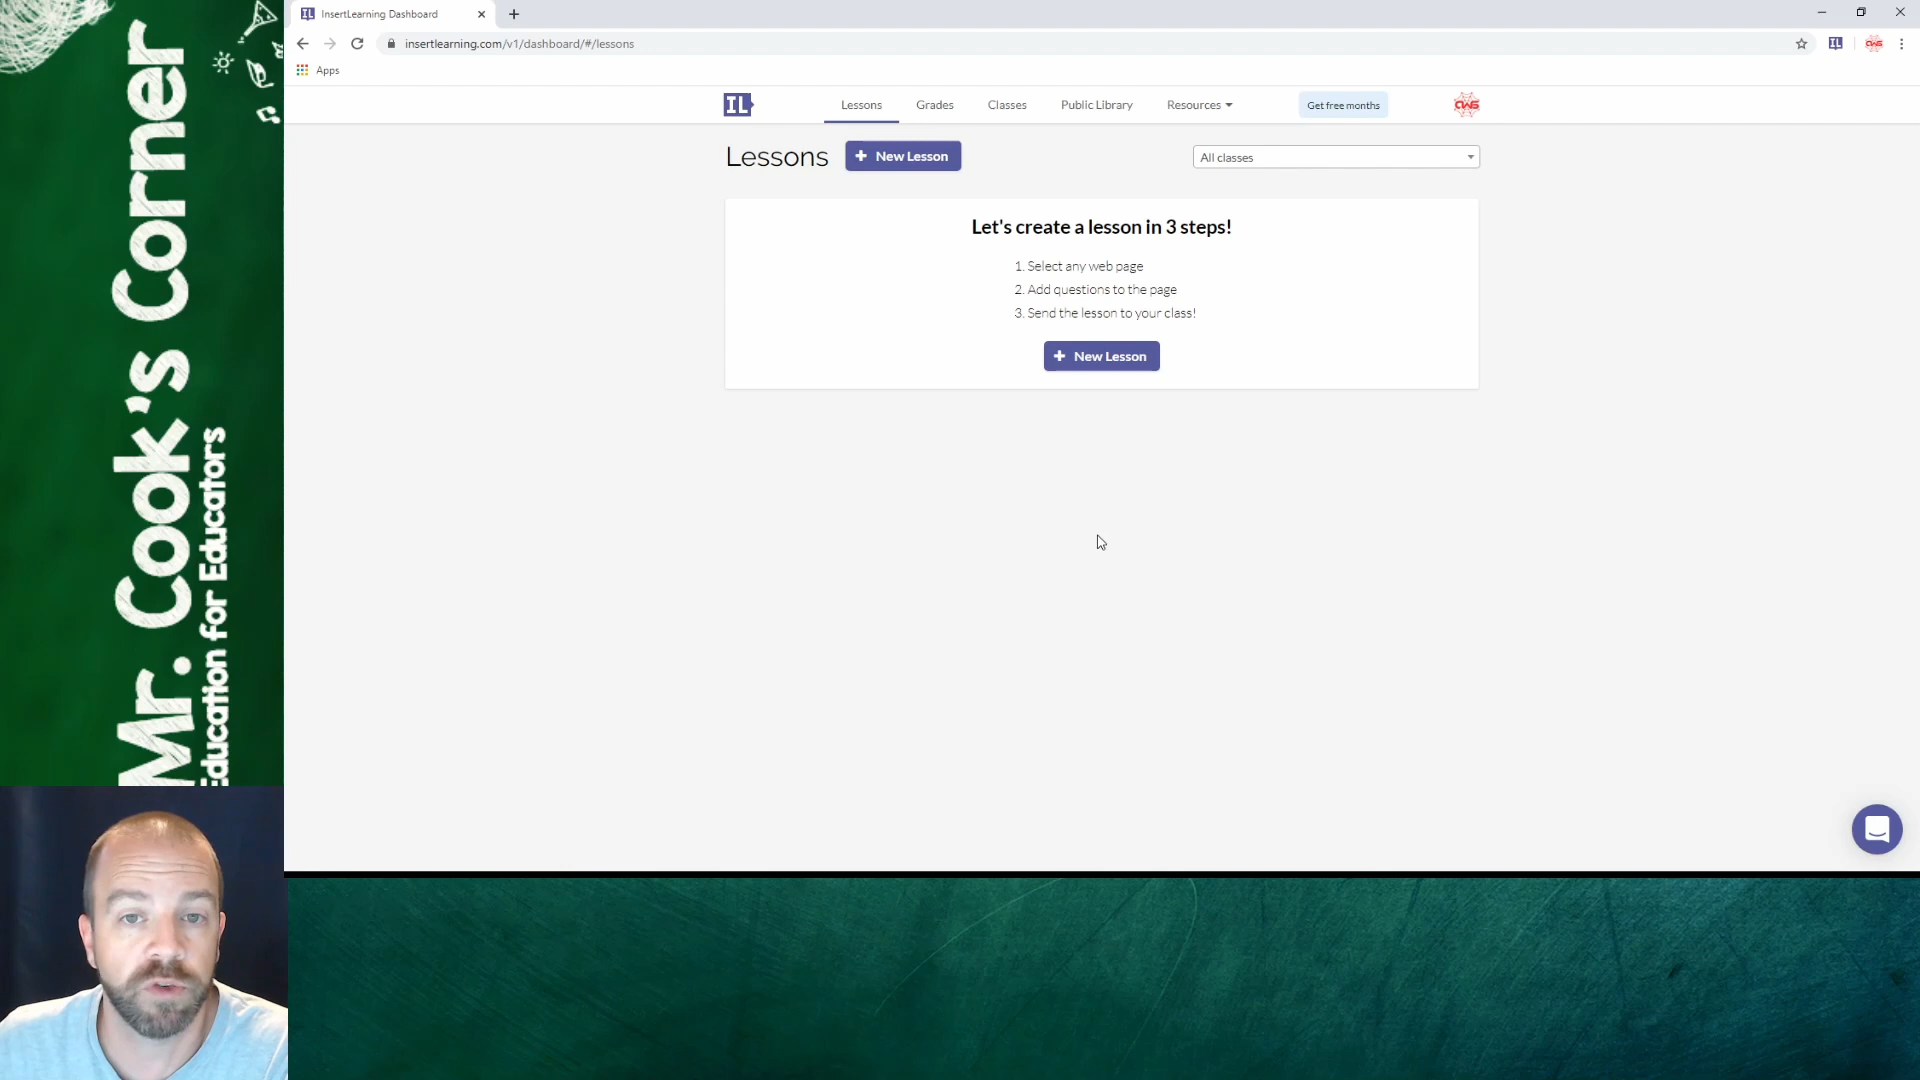 Mr. Cook's Corner
Education for Educators
InsertLearning Dashboard
insertlearning.com/v1/dashboard/#/lessons
IL
Apps
IL
Lessons
Grades
Classes
Public Library
Resources
Get free months
Lessons
+ New Lesson
All classes
Let's create a lesson in 3 steps!
1. Select any web page
2. Add questions to the page
3. Send the lesson to your class!
+ New Lesson